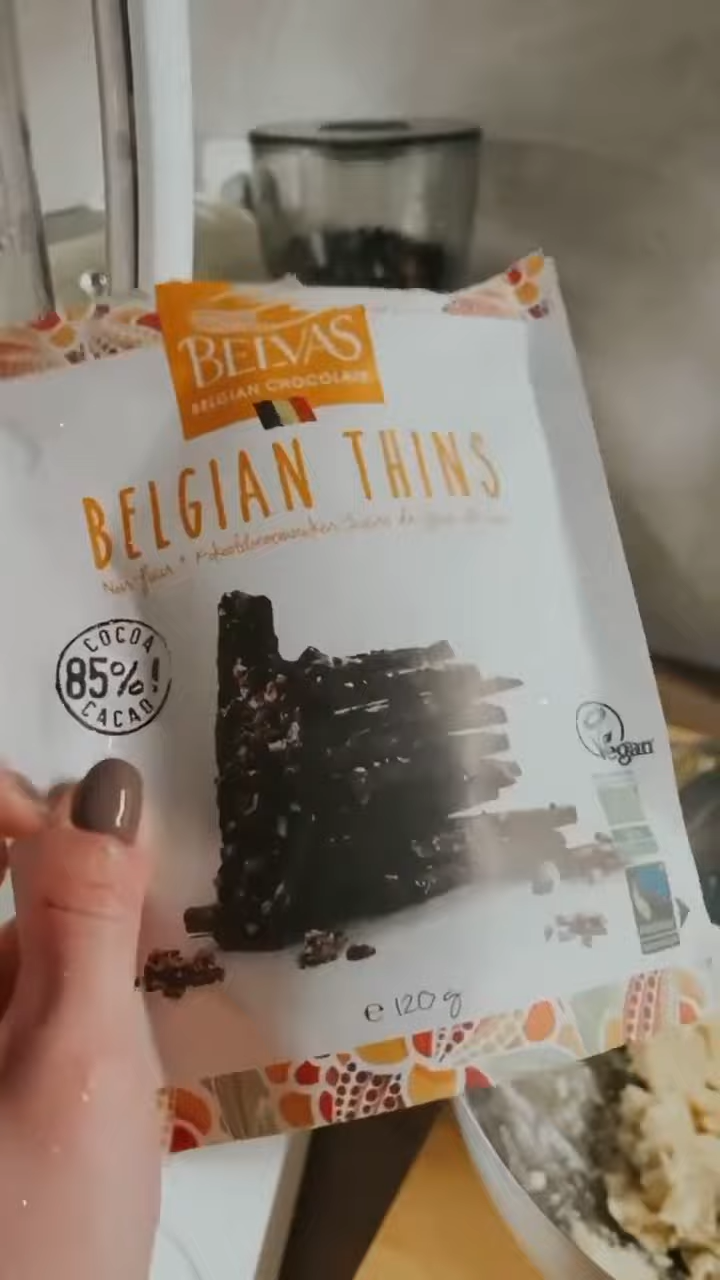 BELVAS
BELGIAN CHOCOLATE
BELGIAN THINS
COCOA
85%!
CACAO
Vegan
e 120 g